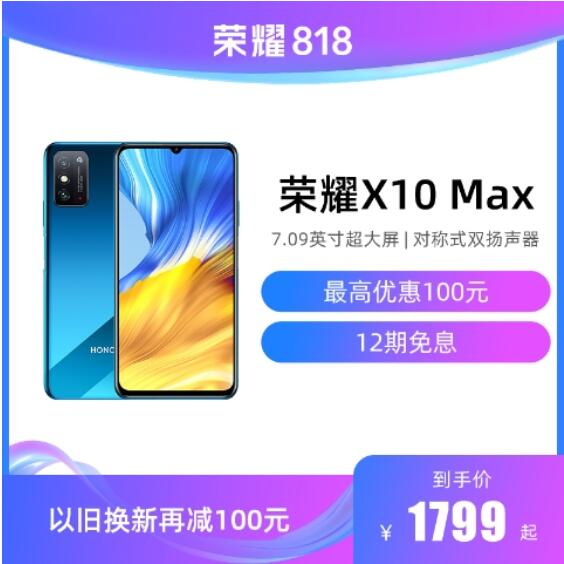 荣耀818
荣耀X10 Max
7.09英寸超大屏 | 对称式双扬声器
最高优惠100元
12期免息
HONO
以旧换新再减100元
到手价
¥ 1799 起